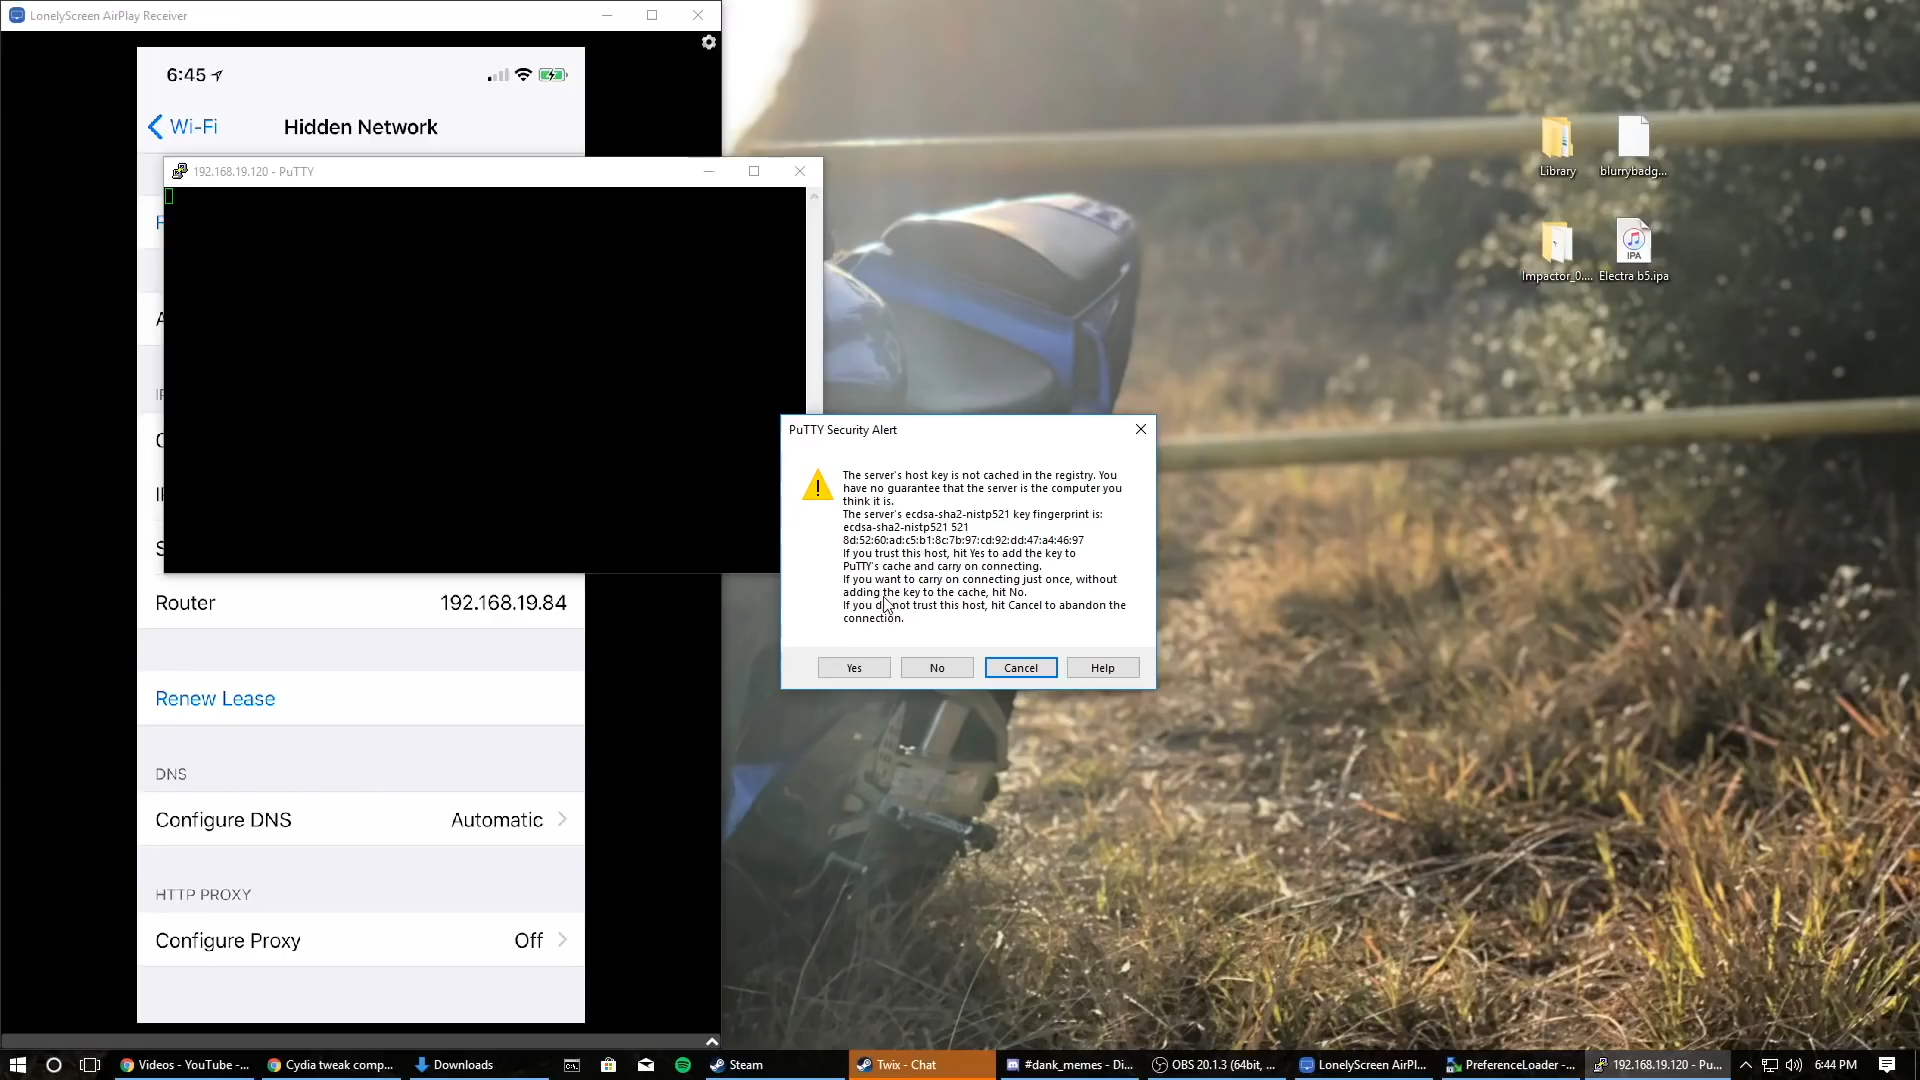 LonelyScreen AirPlay Receiver
6:45
Wi-Fi
Hidden Network
192.168.19.120 - PuTTY
Router
192.168.19.84
Renew Lease
DNS
Configure DNS
Automatic
HTTP PROXY
Configure Proxy
Off
PuTTY Security Alert
The server's host key is not cached in the registry. You
have no guarantee that the server is the computer you
think it is.
The server's ecdsa-sha2-nistp521 key fingerprint is:
ecdsa-sha2-nistp521 521
8d:52:60:ad:c5:b1:8c:7b:97:cd:92:dd:47:a4:46:97
If you trust this host, hit Yes to add the key to
PuTTY's cache and carry on connecting.
If you want to carry on connecting just once, without
adding the key to the cache, hit No.
If you do not trust this host, hit Cancel to abandon the
connection.
Yes
No
Cancel
Help
Library
blurrybadg...
Impactor_0....
IPA
Electra b5.ipa
Videos - YouTube -...
Cydia tweak comp...
Downloads
Steam
Twix - Chat
#dank_memes - Di...
OBS 20.1.3 (64bit, ...
LonelyScreen AirPl...
PreferenceLoader -...
192.168.19.120 - Pu...
6:44 PM